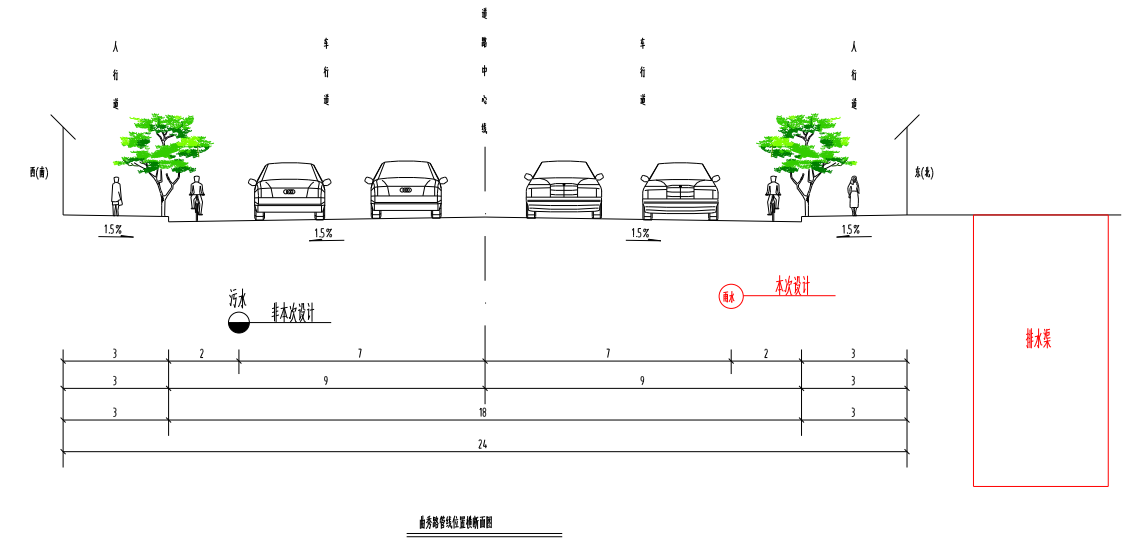 道路中心线
人行道
车行道
车行道
人行道
西(南)
东(北)
1.5%
1.5%
1.5%
1.5%
污水
非本次设计
雨水
本次设计
排水渠
3 2 7 7 2 3
3 9 9 3
3 18 3
24
曲秀路管线位置横断面图